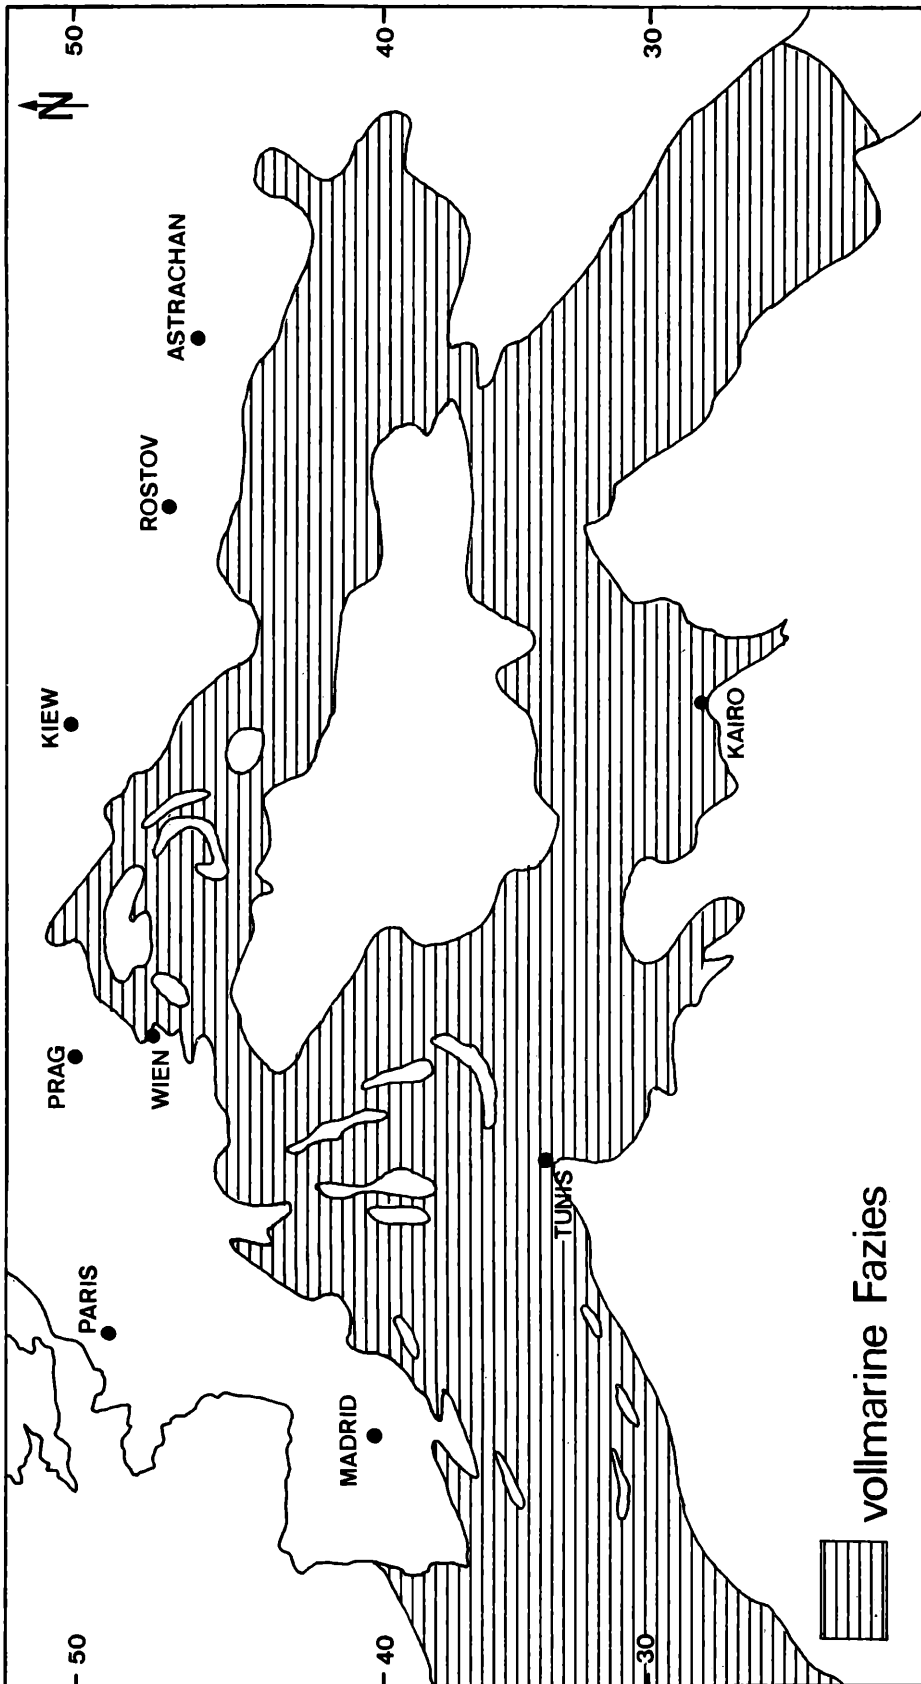 50
40
30
N
ASTRACHAN
ROSTOV
KIEW
PRAG
WIEN
PARIS
MADRID
TUNIS
KAIRO
50
40
30
vollmarine Fazies